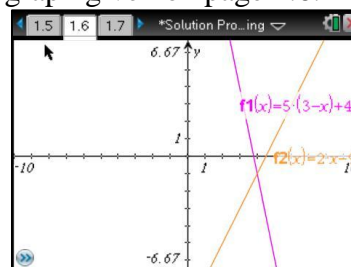 1.5 1.6 1.7 *Solution Pro...ing
6.67 y
f1(x)=5·(3-x)+4
1
f2(x)=2·x-
-10 1 1
-6.67